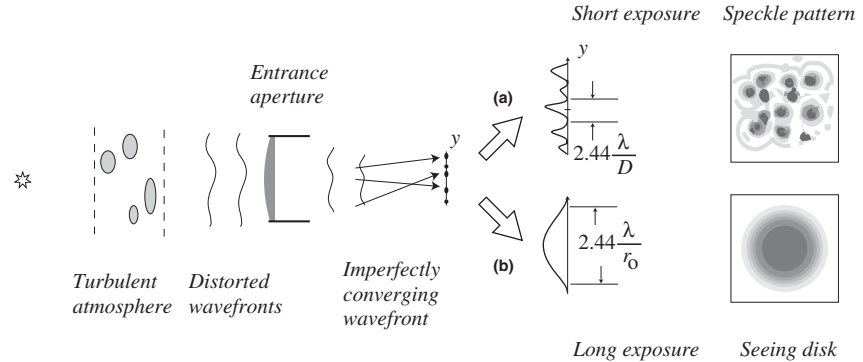 Short exposure
Speckle pattern
Entrance
aperture
y
(a)
y
2.44 λ/D
(b)
2.44 λ/r₀
Turbulent
atmosphere
Distorted
wavefronts
Imperfectly
converging
wavefront
Long exposure
Seeing disk